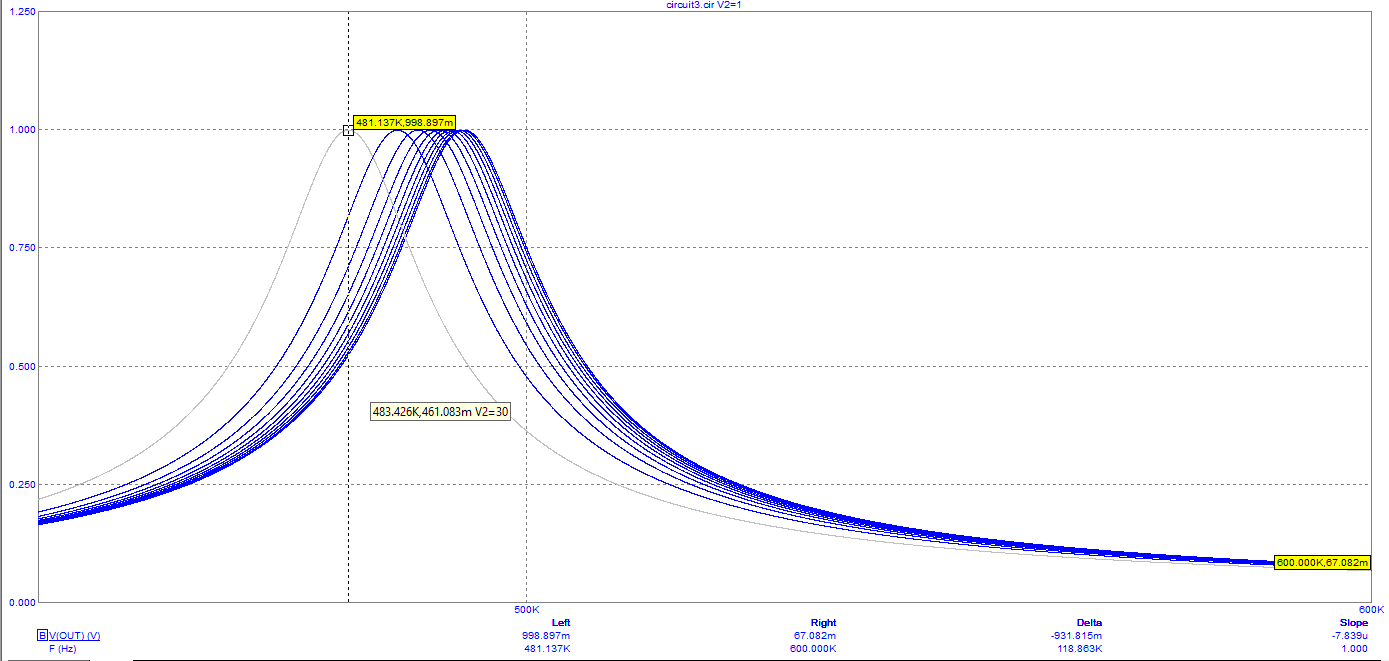 circuit3.cir V2=1
1.250
481.137K,998.897m
1.000
0.750
0.500
483.426K,461.083m V2=30
0.250
600.000K,67.082m
0.000
500K 600K
Left Right Delta Slope
B V(OUT) (V) 998.897m 67.082m -931.815m -7.839u
F (Hz) 481.137K 600.000K 118.863K 1.000